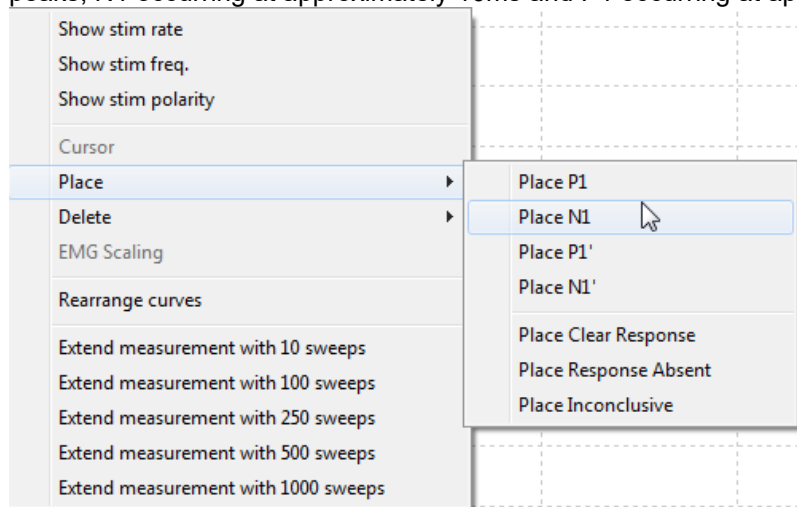 Show stim rate
Show stim freq.
Show stim polarity
Cursor
Place
Delete
EMG Scaling
Rearrange curves
Extend measurement with 10 sweeps
Extend measurement with 100 sweeps
Extend measurement with 250 sweeps
Extend measurement with 500 sweeps
Extend measurement with 1000 sweeps
Place P1
Place N1
Place P1'
Place N1'
Place Clear Response
Place Response Absent
Place Inconclusive